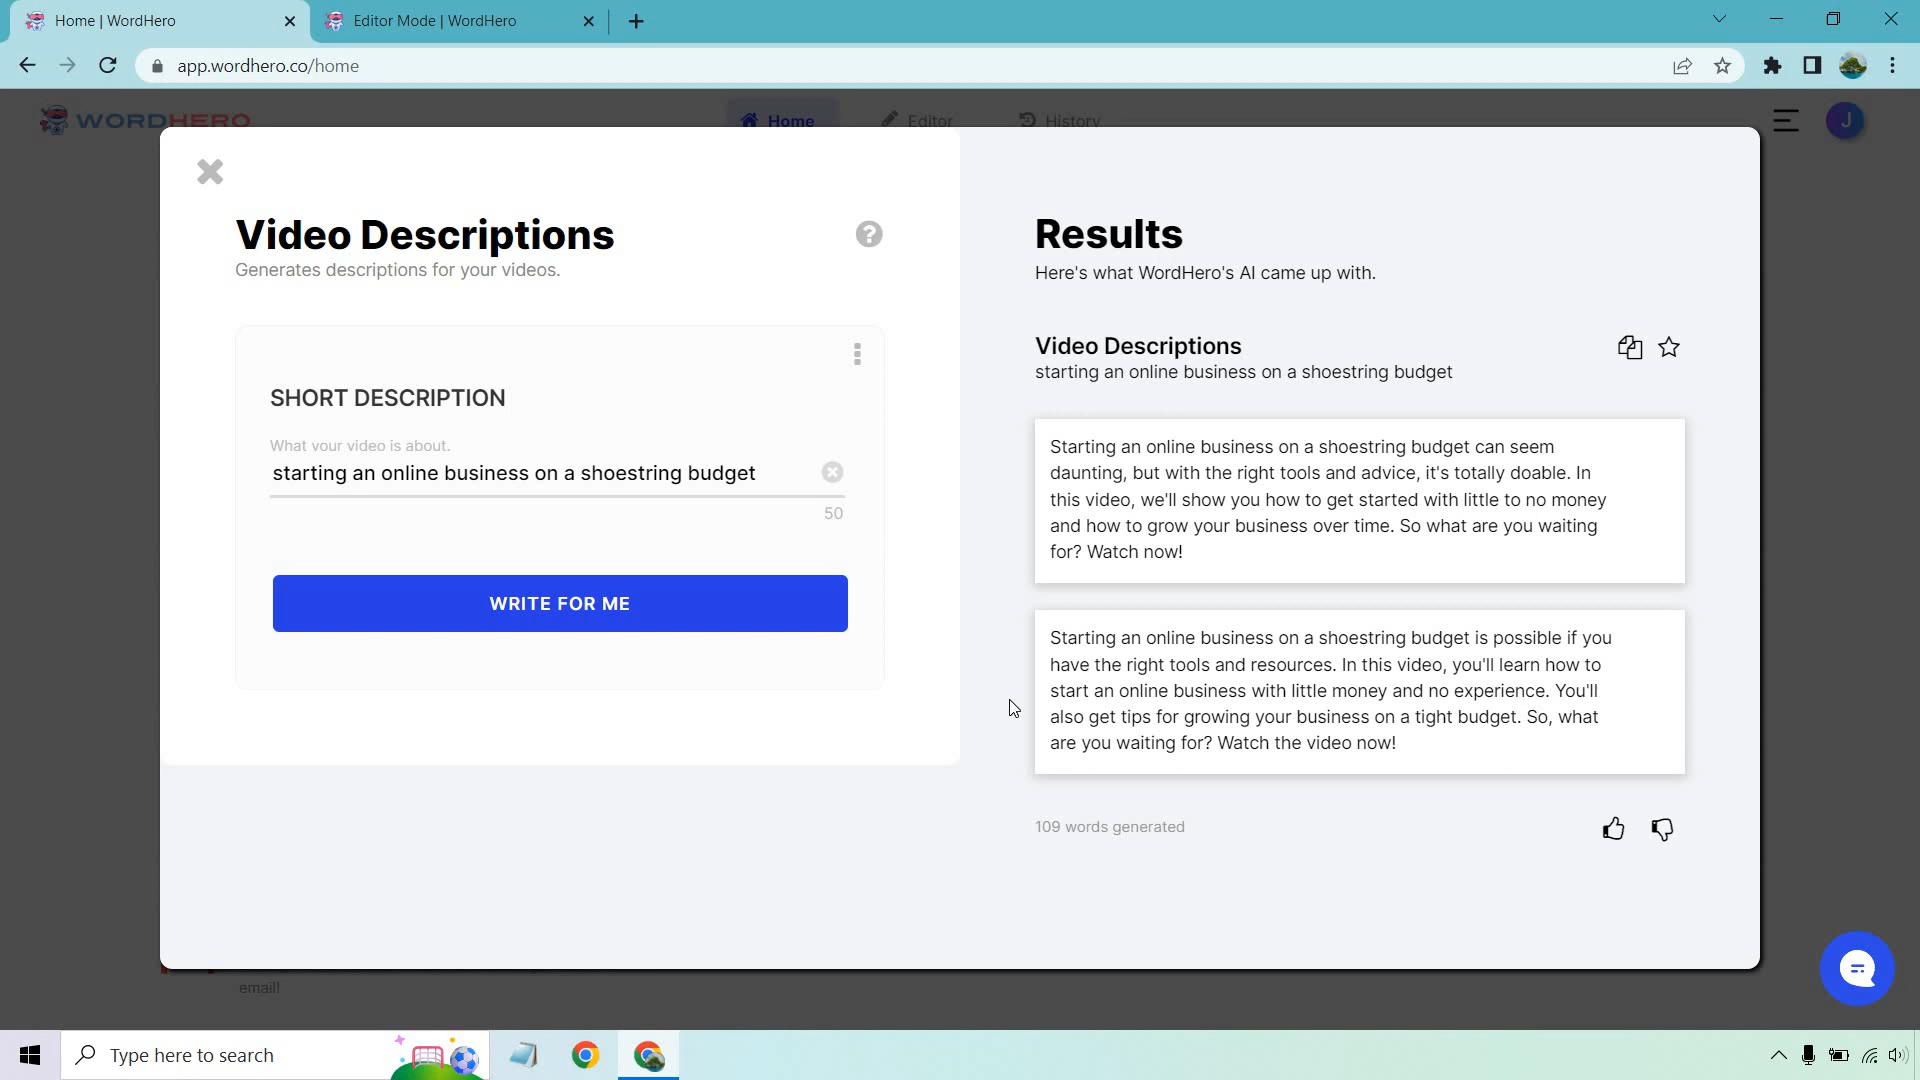 Home | WordHero
Editor Mode | WordHero
app.wordhero.co/home
WORDHERO
Home
Editor
History
J
Video Descriptions
Generates descriptions for your videos.
SHORT DESCRIPTION
What your video is about.
starting an online business on a shoestring budget
50
WRITE FOR ME
Results
Here's what WordHero's AI came up with.
Video Descriptions
starting an online business on a shoestring budget
Starting an online business on a shoestring budget can seem
daunting, but with the right tools and advice, it's totally doable. In
this video, we'll show you how to get started with little to no money
and how to grow your business over time. So what are you waiting
for? Watch now!
Starting an online business on a shoestring budget is possible if you
have the right tools and resources. In this video, you'll learn how to
start an online business with little money and no experience. You'll
also get tips for growing your business on a tight budget. So, what
are you waiting for? Watch the video now!
109 words generated
email!
Type here to search